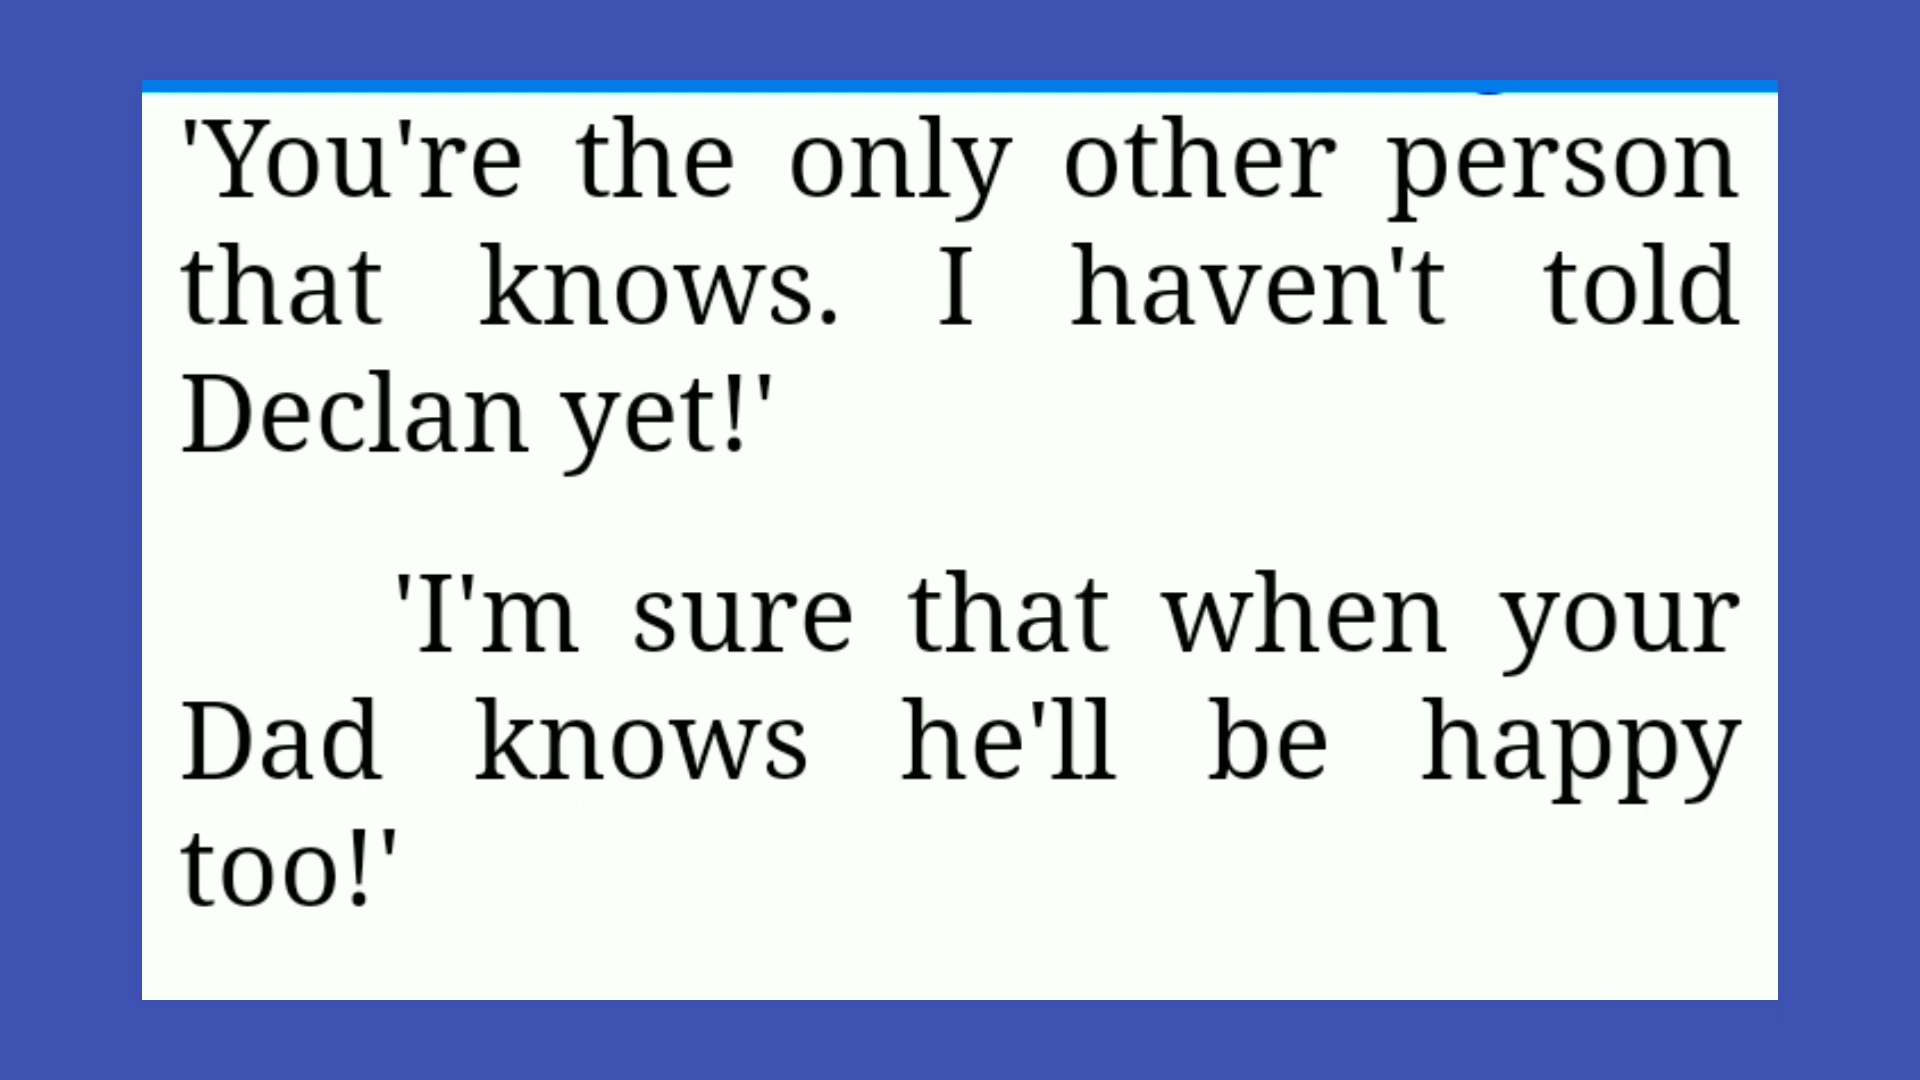 'You're the only other person
that knows. I haven't told
Declan yet!'
'I'm sure that when your
Dad knows he'll be happy
too!'